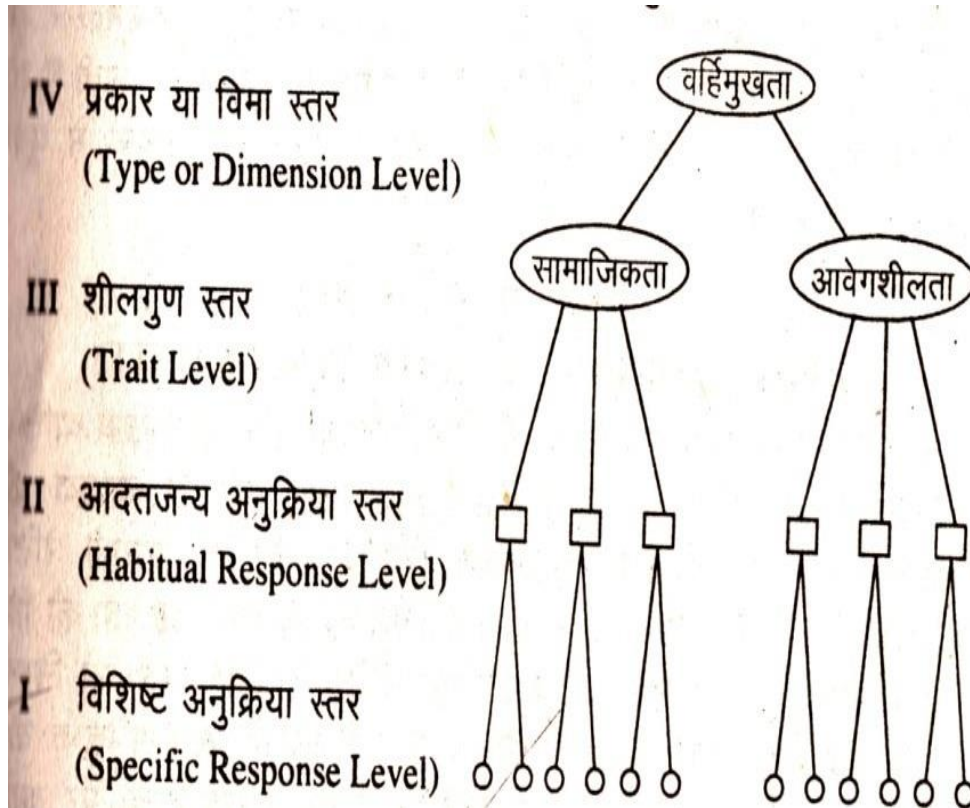 वर्हिमुखता
IV प्रकार या विमा स्तर
(Type or Dimension Level)
सामाजिकता
आवेगशीलता
III शीलगुण स्तर
(Trait Level)
II आदतजन्य अनुक्रिया स्तर
(Habitual Response Level)
I विशिष्ट अनुक्रिया स्तर
(Specific Response Level)